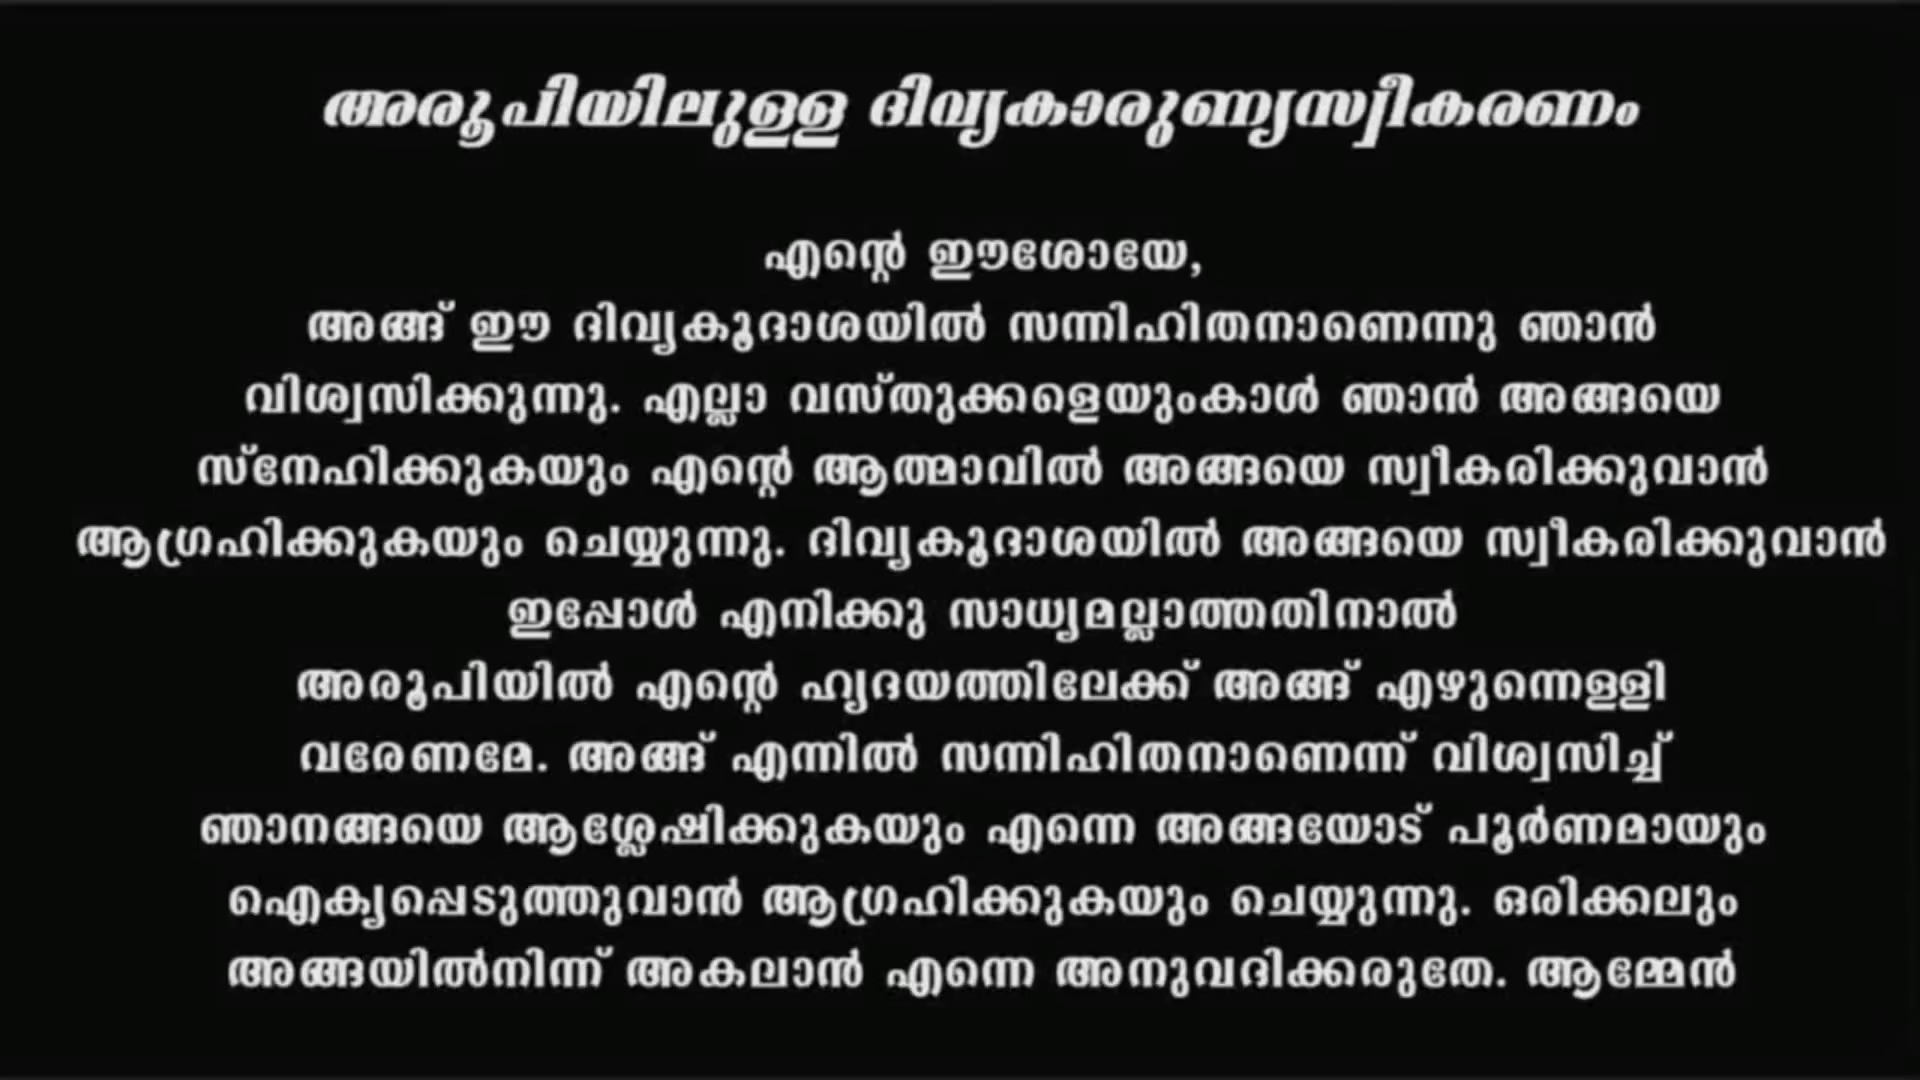 അരൂപിയിലുള്ള ദിവ്യകാരുണ്യസ്വീകരണം
എന്റെ ഈശോയേ,
അങ്ങ് ഈ ദിവ്യകൂദാശയിൽ സന്നിഹിതനാണെന്നു ഞാൻ
വിശ്വസിക്കുന്നു. എല്ലാ വസ്തുക്കളെയുംകാൾ ഞാൻ അങ്ങയെ
സ്നേഹിക്കുകയും എന്റെ ആത്മാവിൽ അങ്ങയെ സ്വീകരിക്കുവാൻ
ആഗ്രഹിക്കുകയും ചെയ്യുന്നു. ദിവ്യകൂദാശയിൽ അങ്ങയെ സ്വീകരിക്കുവാൻ
ഇപ്പോൾ എനിക്കു സാധ്യമല്ലാത്തതിനാൽ
അരൂപിയിൽ എന്റെ ഹൃദയത്തിലേക്ക് അങ്ങ് എഴുന്നെള്ളി
വരേണമേ. അങ്ങ് എന്നിൽ സന്നിഹിതനാണെന്ന് വിശ്വസിച്ച്
ഞാനങ്ങയെ ആശ്ലേഷിക്കുകയും എന്നെ അങ്ങയോട് പൂർണമായും
ഐക്യപ്പെടുത്തുവാൻ ആഗ്രഹിക്കുകയും ചെയ്യുന്നു. ഒരിക്കലും
അങ്ങയിൽനിന്ന് അകലാൻ എന്നെ അനുവദിക്കരുതേ. ആമ്മേൻ